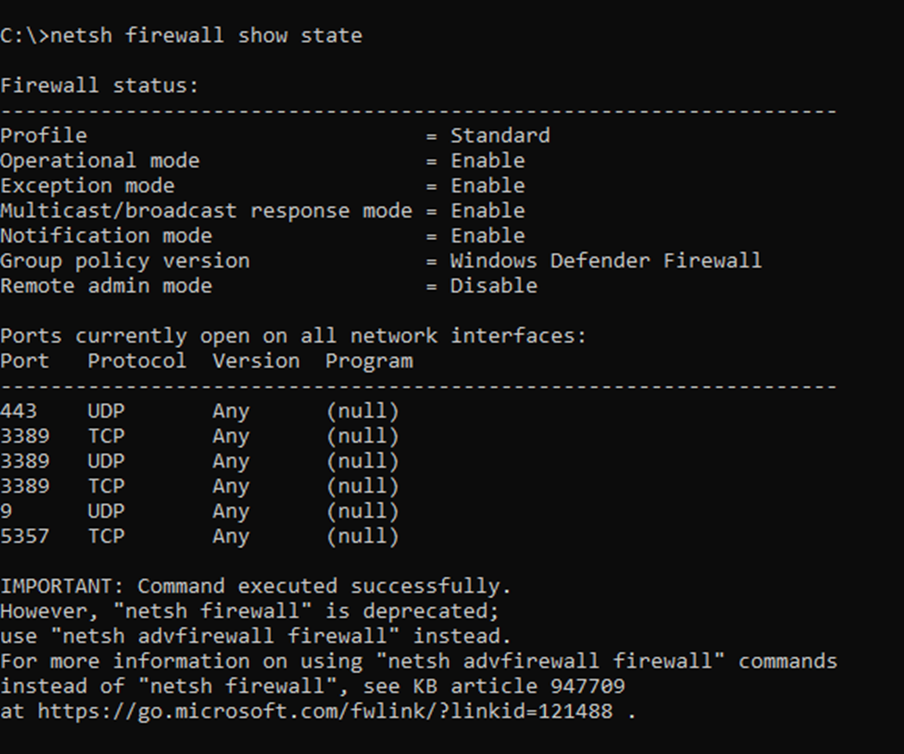 C:\>netsh firewall show state
Firewall status:
-------------------------------------------------------------------
Profile                           = Standard
Operational mode                  = Enable
Exception mode                    = Enable
Multicast/broadcast response mode = Enable
Notification mode                 = Enable
Group policy version              = Windows Defender Firewall
Remote admin mode                 = Disable
Ports currently open on all network interfaces:
Port   Protocol  Version  Program
-------------------------------------------------------------------
443    UDP       Any      (null)
3389   TCP       Any      (null)
3389   UDP       Any      (null)
3389   TCP       Any      (null)
9      UDP       Any      (null)
5357   TCP       Any      (null)
IMPORTANT: Command executed successfully.
However, "netsh firewall" is deprecated;
use "netsh advfirewall firewall" instead.
For more information on using "netsh advfirewall firewall" commands
instead of "netsh firewall", see KB article 947709
at https://go.microsoft.com/fwlink/?linkid=121488 .